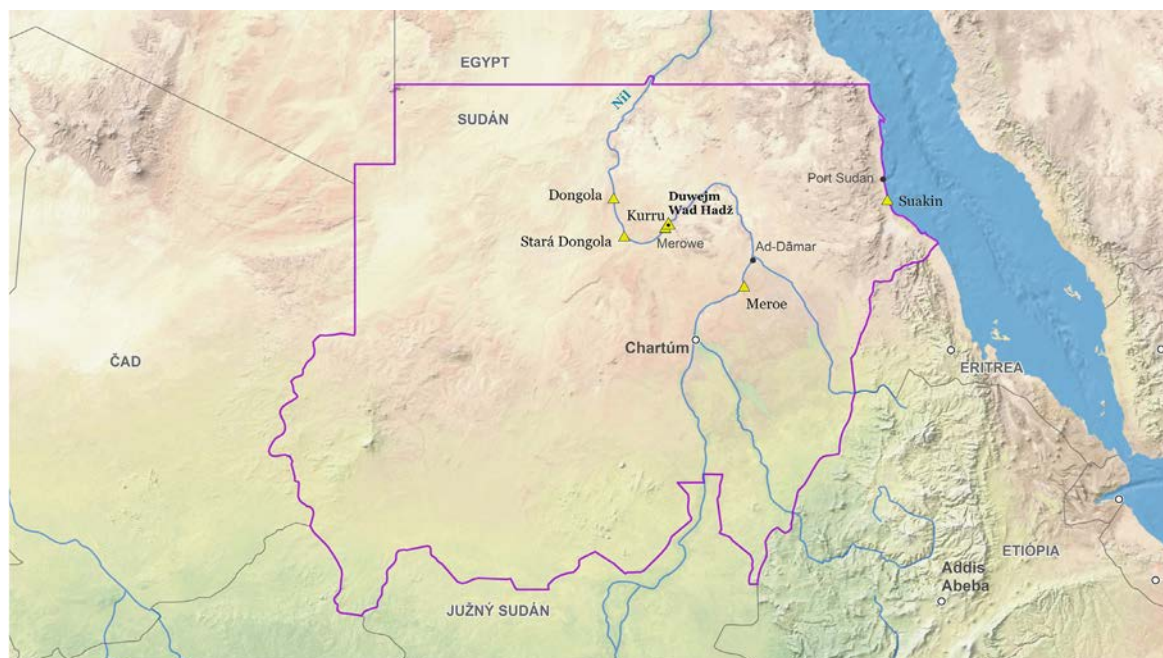 EGYPT
Nil
SUDÁN
Port Sudan
Dongola
Duwejm
Wad Hadž
Suakin
Kurru
Stará Dongola
Merowe
Ad-Dāmar
Meroe
Chartúm
ČAD
ERITREA
ETIÓPIA
Addis
Abeba
JUŽNÝ SUDÁN